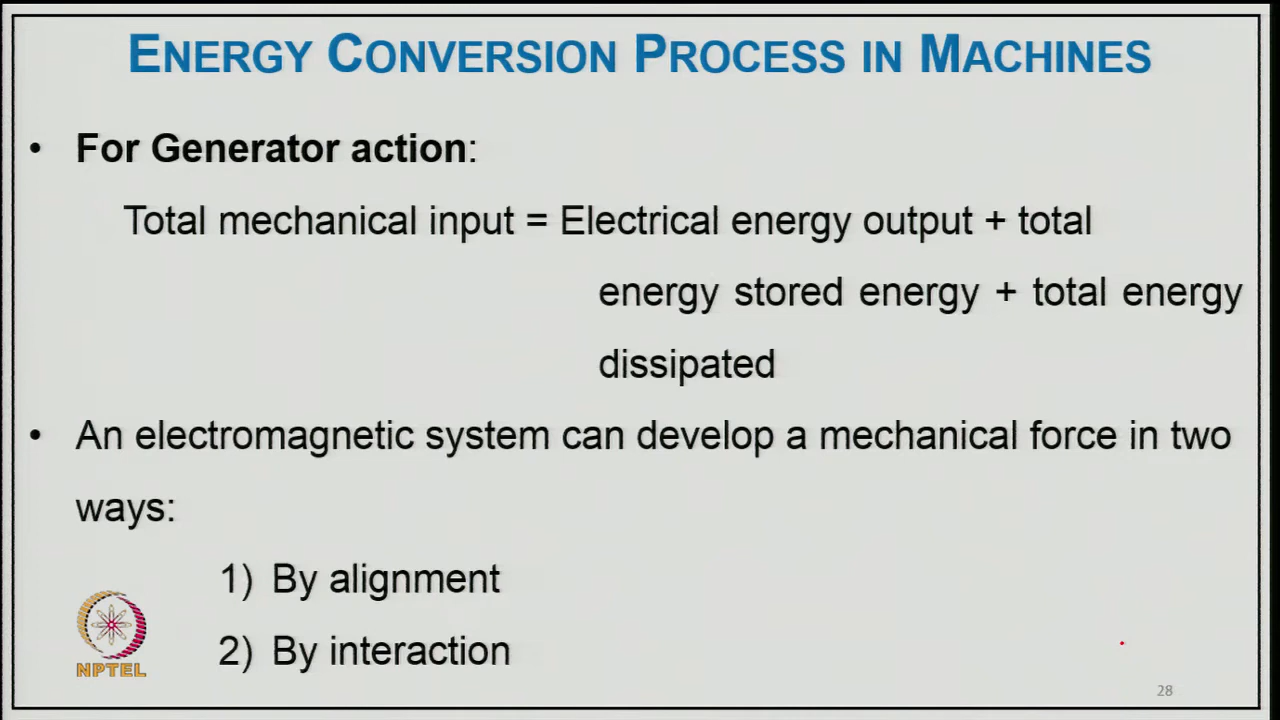 ENERGY CONVERSION PROCESS IN MACHINES
• For Generator action:
Total mechanical input = Electrical energy output + total
energy stored energy + total energy
dissipated
• An electromagnetic system can develop a mechanical force in two
ways:
1) By alignment
2) By interaction
NPTEL
28